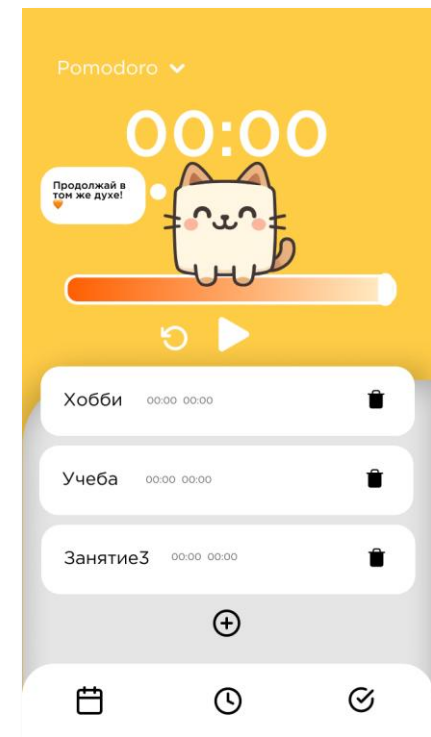 Pomodoro
00:00
Продолжай в
том же духе!
🧡
Хобби 00:00 00:00
Учеба 00:00 00:00
Занятие3 00:00 00:00